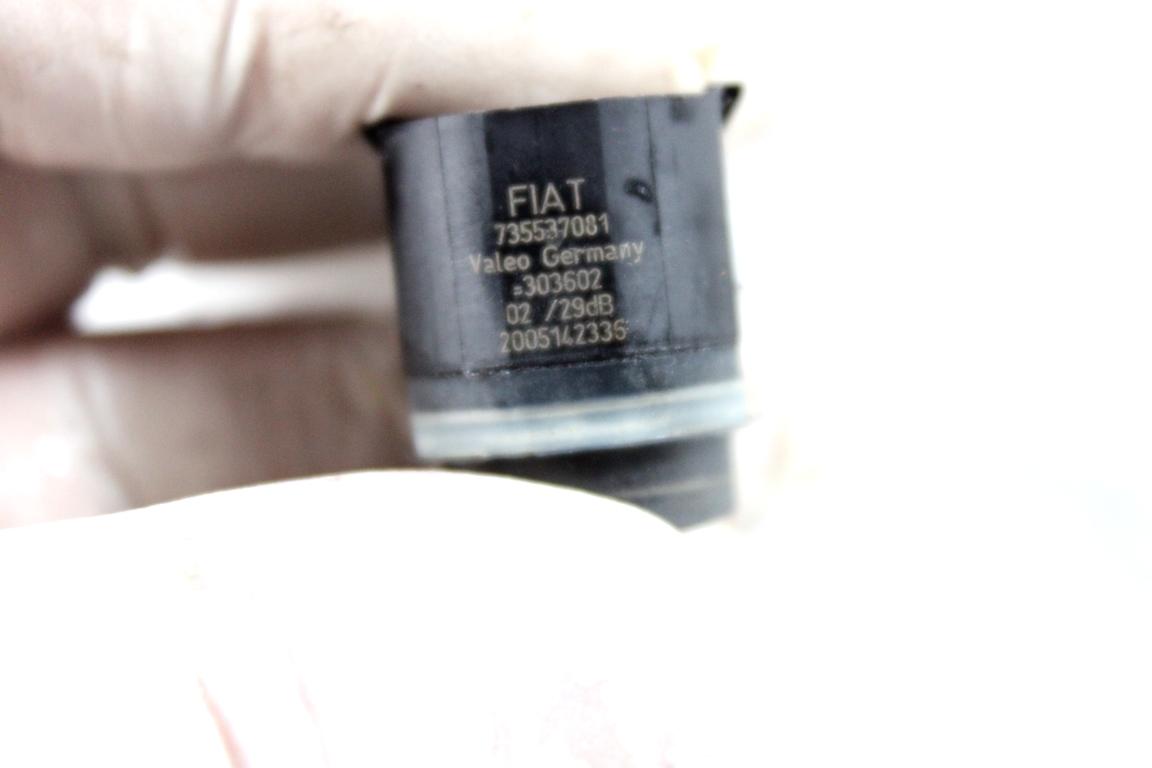 FIAT
735537081
Valeo Germany
=303602
02 /29dB
2005142336